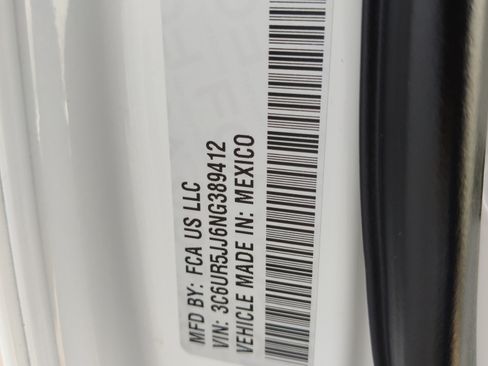 MFD BY: FCA US LLC
VIN: 3C6UR5JJ6NG389412
VEHICLE MADE IN: MEXICO